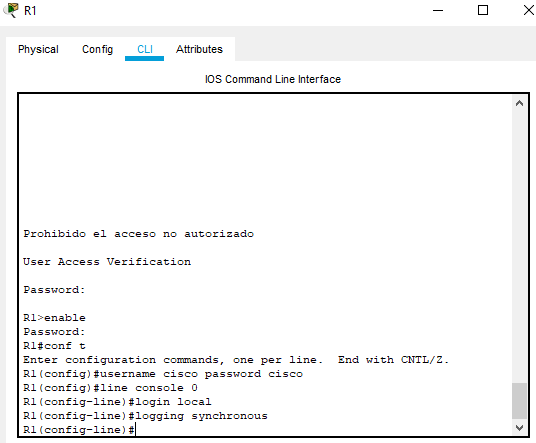 R1
Physical Config CLI Attributes
IOS Command Line Interface
Prohibido el acceso no autorizado
User Access Verification
Password:
R1>enable
Password:
R1#conf t
Enter configuration commands, one per line.  End with CNTL/Z.
R1(config)#username cisco password cisco
R1(config)#line console 0
R1(config-line)#login local
R1(config-line)#logging synchronous
R1(config-line)#